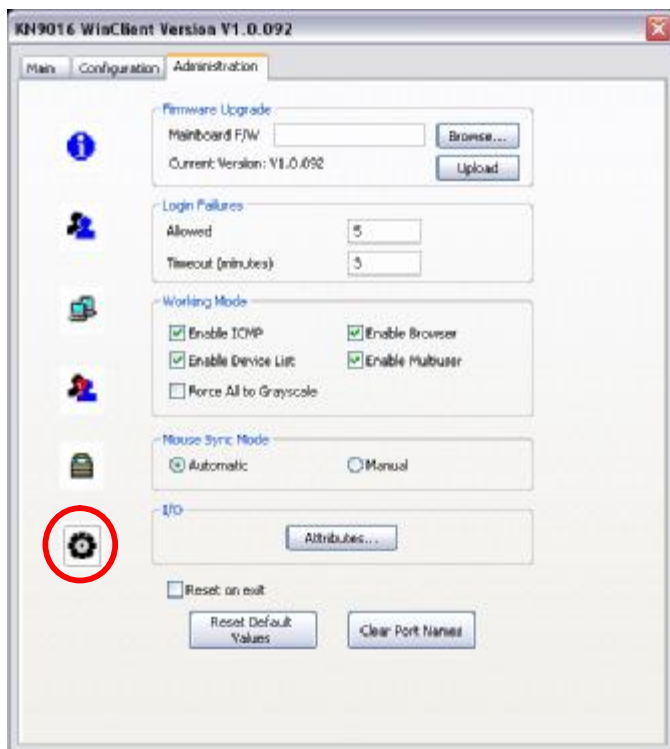 KN9016 WinClient Version V1.0.092
Main Configuration Administration
Firmware Upgrade
Mainboard F/W Browse...
Current Version: V1.0.092 Upload
Login Failures
Allowed 5
Timeout (minutes) 3
Working Mode
Enable ICMP Enable Browser
Enable Device List Enable Multiuser
Force All to Grayscale
Mouse Sync Mode
Automatic Manual
I/O
Attributes...
Reset on exit
Reset Default Clear Port Names
Values